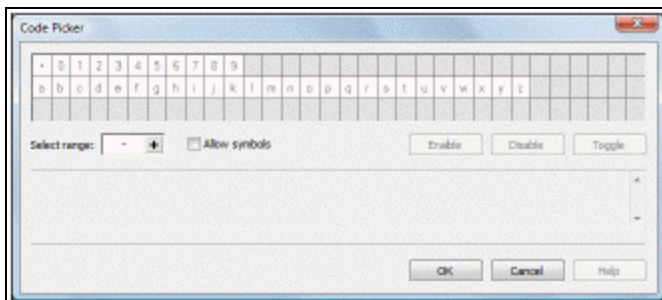 Code Picker
* 0 1 2 3 4 5 6 7 8 9
a b c d e f g h i j k l m n o p q r s t u v w x y z
Select range: - + Allow symbols Enable Disable Toggle
OK Cancel Help